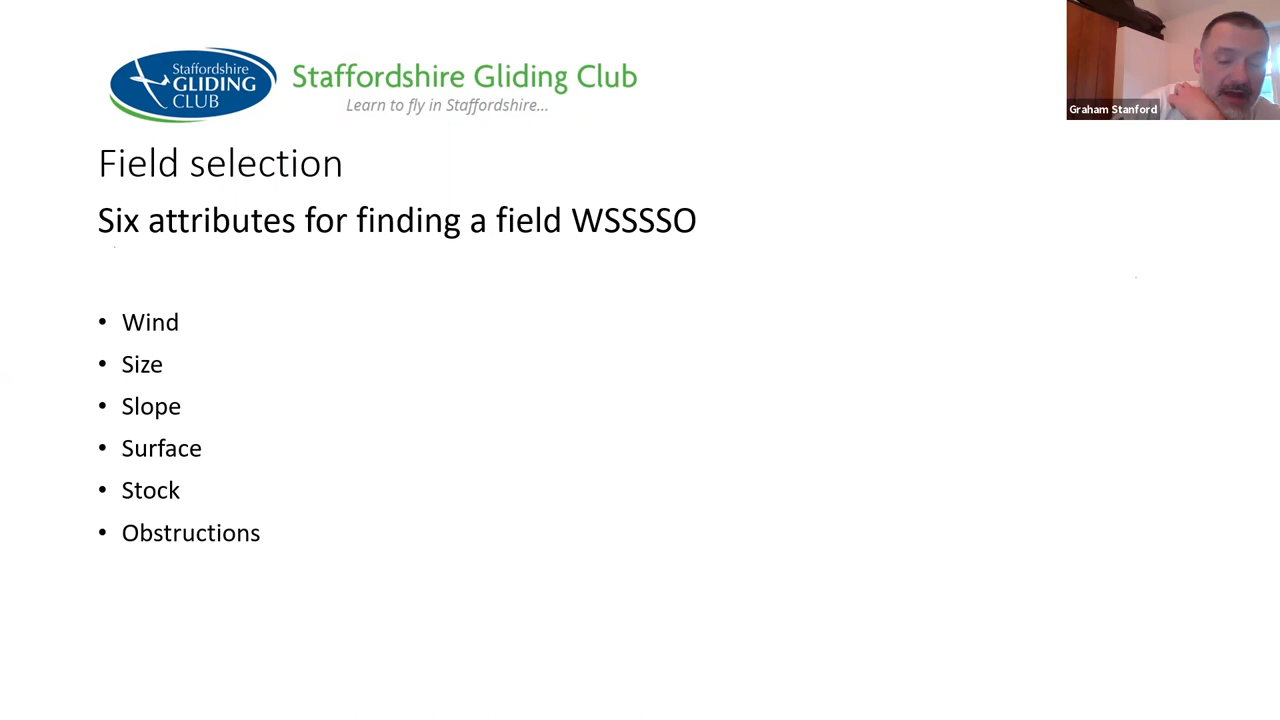 Staffordshire
GLIDING
CLUB
Staffordshire Gliding Club
Learn to fly in Staffordshire...
Graham Stanford
Field selection
Six attributes for finding a field WSSSSO
• Wind
• Size
• Slope
• Surface
• Stock
• Obstructions